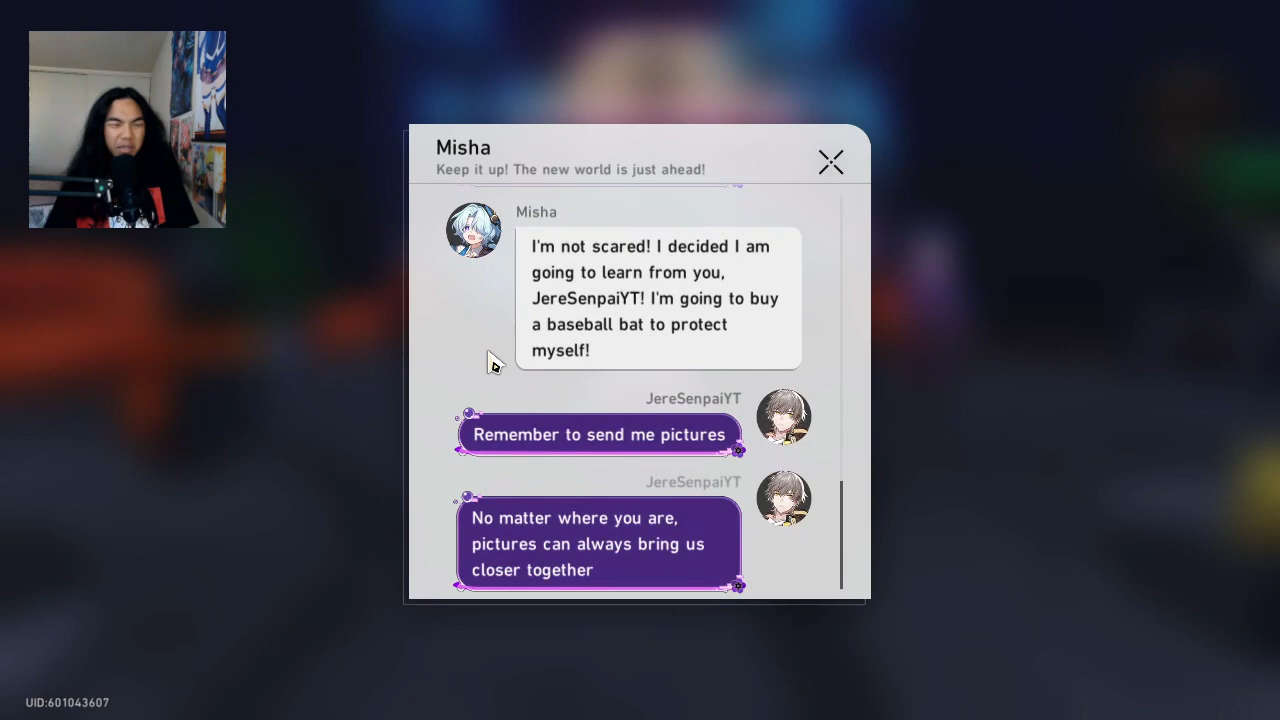 Misha
Keep it up! The new world is just ahead!
Misha
I'm not scared! I decided I am
going to learn from you,
JereSenpaiYT! I'm going to buy
a baseball bat to protect
myself!
JereSenpaiYT
Remember to send me pictures
JereSenpaiYT
No matter where you are,
pictures can always bring us
closer together
UID:601043607